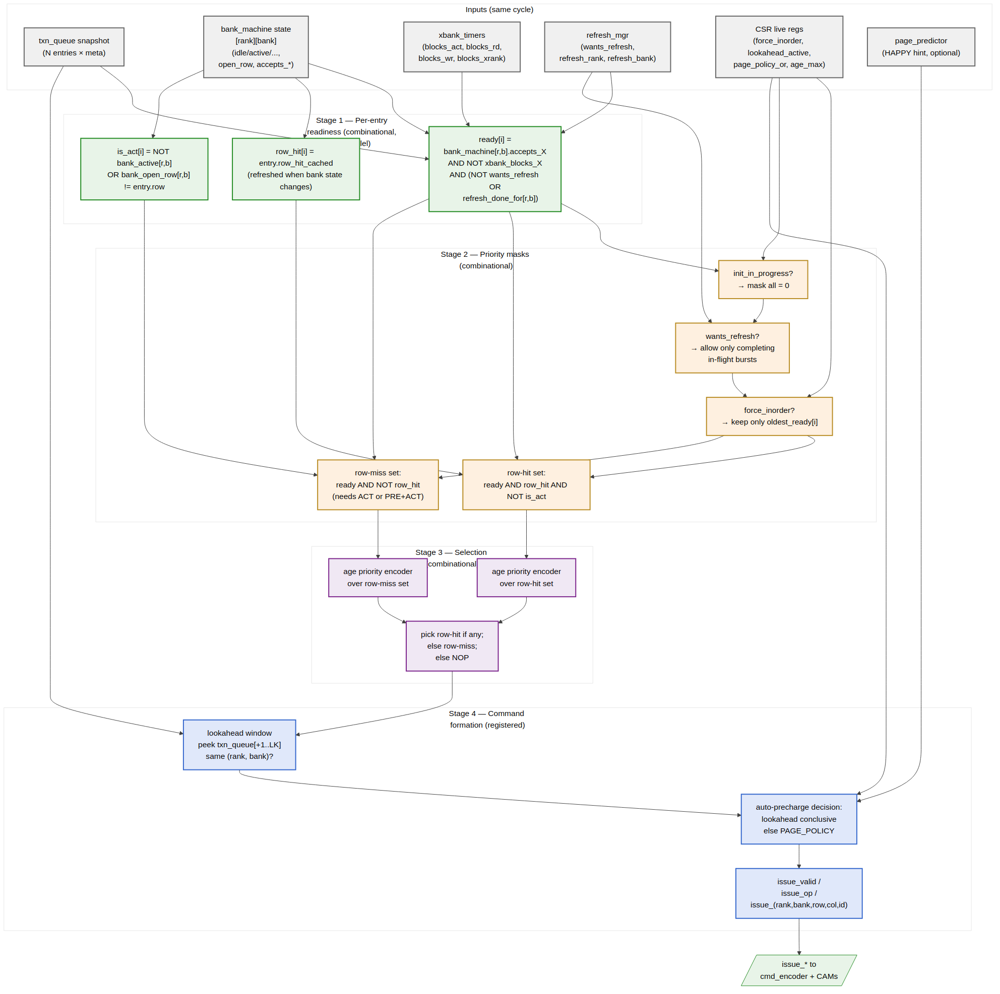 Inputs (same cycle)
txn_queue snapshot
(N entries × meta)
bank_machine state
[rank][bank]
(idle/active/...,
open_row, accepts_*)
xbank_timers
(blocks_act, blocks_rd,
blocks_wr, blocks_xrank)
refresh_mgr
(wants_refresh,
refresh_rank, refresh_bank)
CSR live regs
(force_inorder,
lookahead_active,
page_policy_or, age_max)
page_predictor
(HAPPY hint, optional)
Stage 1 — Per-entry
readiness (combinational,
lel)
is_act[i] = NOT
bank_active[r,b]
OR bank_open_row[r,b]
!= entry.row
row_hit[i] =
entry.row_hit_cached
(refreshed when bank state
changes)
ready[i] =
bank_machine[r,b].accepts_X
AND NOT xbank_blocks_X
AND (NOT wants_refresh
OR
refresh_done_for[r,b])
Stage 2 — Priority masks
(combinational)
init_in_progress?
→ mask all = 0
wants_refresh?
→ allow only completing
in-flight bursts
force_inorder?
→ keep only oldest_ready[i]
row-miss set:
ready AND NOT row_hit
(needs ACT or PRE+ACT)
row-hit set:
ready AND row_hit AND
NOT is_act
Stage 3 — Selection
combinational
age priority encoder
over row-miss set
age priority encoder
over row-hit set
pick row-hit if any;
else row-miss;
else NOP
Stage 4 — Command
formation (registered)
lookahead window
peek txn_queue[+1..LK]
same (rank, bank)?
auto-precharge decision:
lookahead conclusive
else PAGE_POLICY
issue_valid /
issue_op /
issue_(rank,bank,row,col,id)
issue_* to
cmd_encoder + CAMs